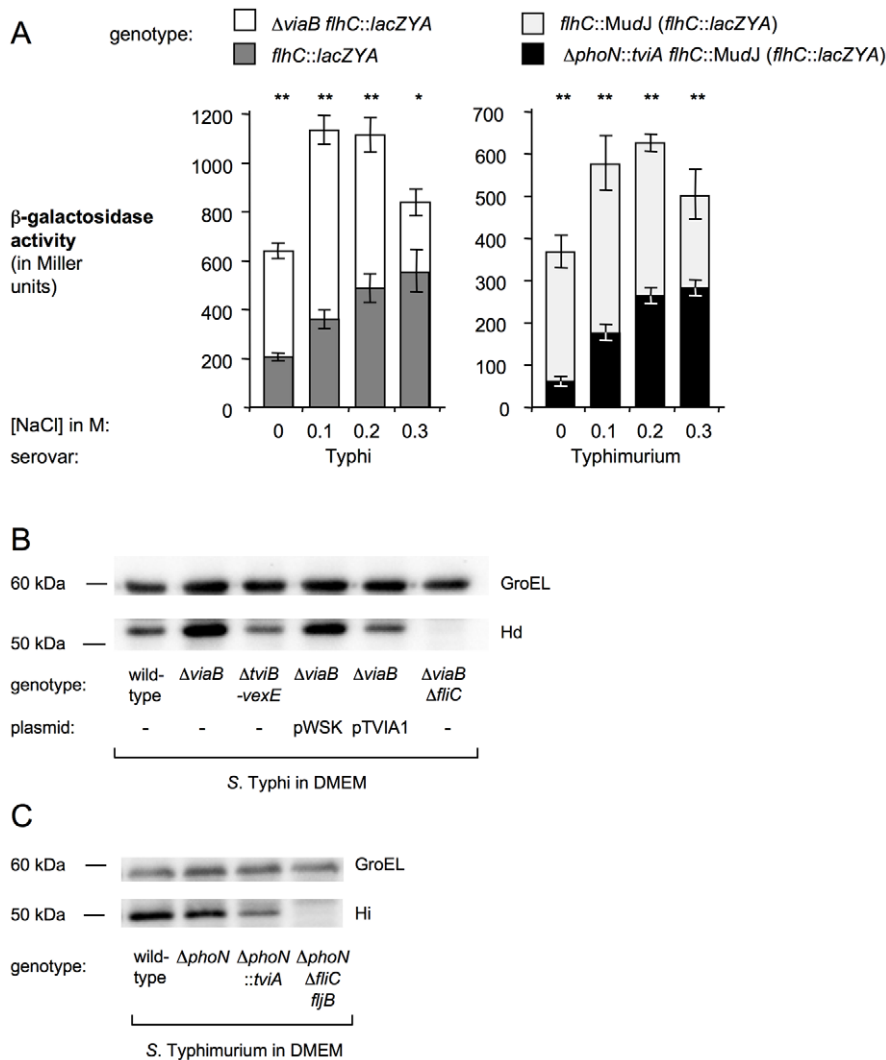 A
genotype:
ΔviaB flhC::lacZYA
flhC::lacZYA
flhC::MudJ (flhC::lacZYA)
ΔphoN::tviA flhC::MudJ (flhC::lacZYA)
β-galactosidase
activity
(in Miller
units)
** ** ** *
1200
1000
800
600
400
200
0
** ** ** **
700
600
500
400
300
200
100
0
[NaCl] in M: 0 0.1 0.2 0.3 0 0.1 0.2 0.3
serovar: Typhi Typhimurium
B
60 kDa GroEL
50 kDa Hd
genotype: wild-type ΔviaB ΔtviB-vexE ΔviaB ΔviaB ΔviaB ΔfliC
plasmid: - - - pWSK pTVIA1 -
S. Typhi in DMEM
C
60 kDa GroEL
50 kDa Hi
genotype: wild-type ΔphoN ΔphoN::tviA ΔphoN ΔfliC fljB
S. Typhimurium in DMEM